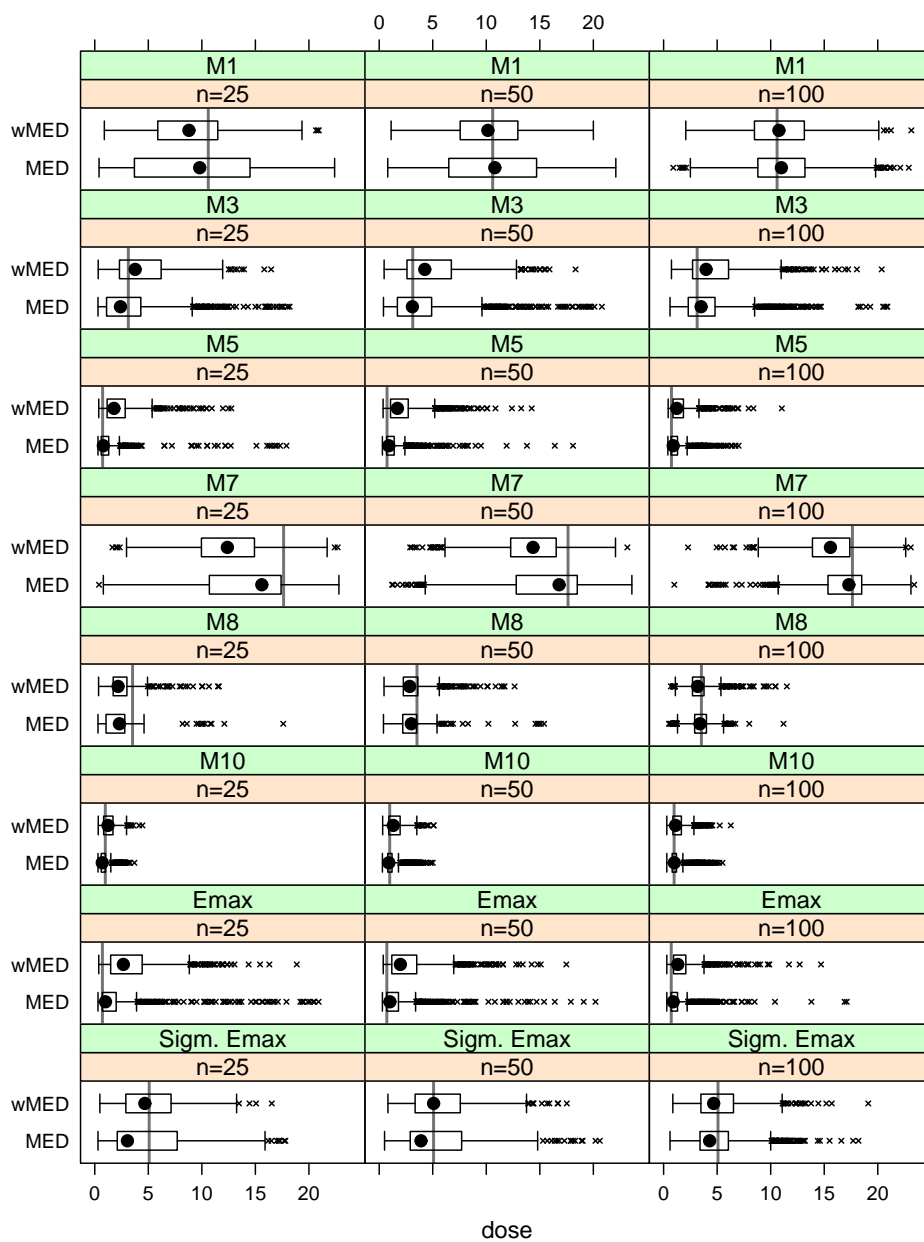 0 5 10 15 20
M1 M1 M1
n=25 n=50 n=100
wMED
MED
M3 M3 M3
n=25 n=50 n=100
wMED
MED
M5 M5 M5
n=25 n=50 n=100
wMED
MED
M7 M7 M7
n=25 n=50 n=100
wMED
MED
M8 M8 M8
n=25 n=50 n=100
wMED
MED
M10 M10 M10
n=25 n=50 n=100
wMED
MED
Emax Emax Emax
n=25 n=50 n=100
wMED
MED
Sigm. Emax Sigm. Emax Sigm. Emax
n=25 n=50 n=100
wMED
MED
0 5 10 15 20 0 5 10 15 20
dose